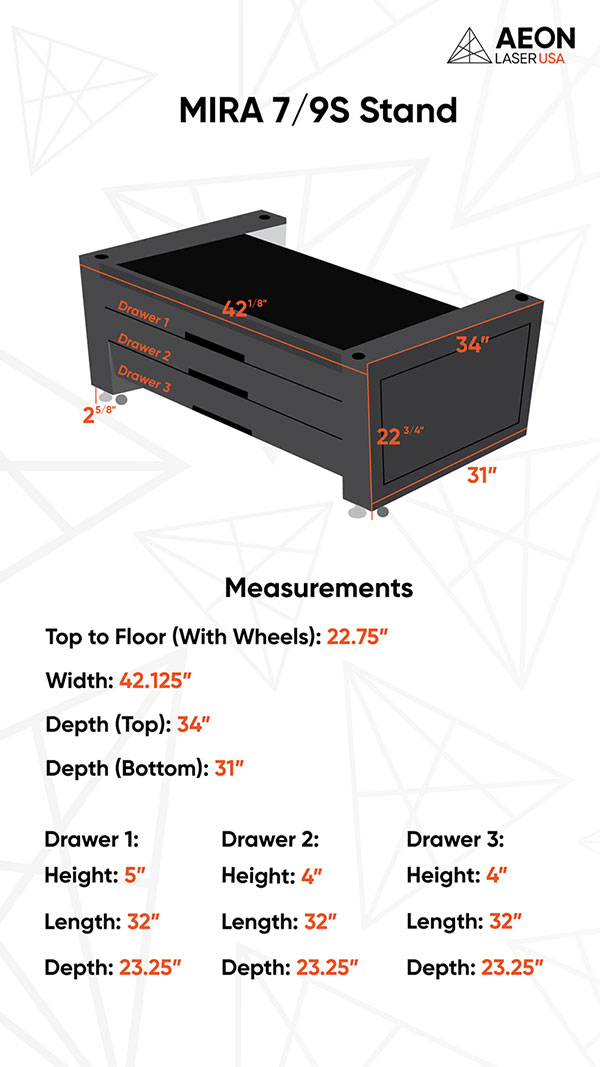 AEON
LASER USA
MIRA 7/9S Stand
Drawer 1
42 1/8"
Drawer 2
34"
Drawer 3
2 5/8"
22 3/4"
31"
Measurements
Top to Floor (With Wheels): 22.75"
Width: 42.125"
Depth (Top): 34"
Depth (Bottom): 31"
Drawer 1: Drawer 2: Drawer 3:
Height: 5" Height: 4" Height: 4"
Length: 32" Length: 32" Length: 32"
Depth: 23.25" Depth: 23.25" Depth: 23.25"